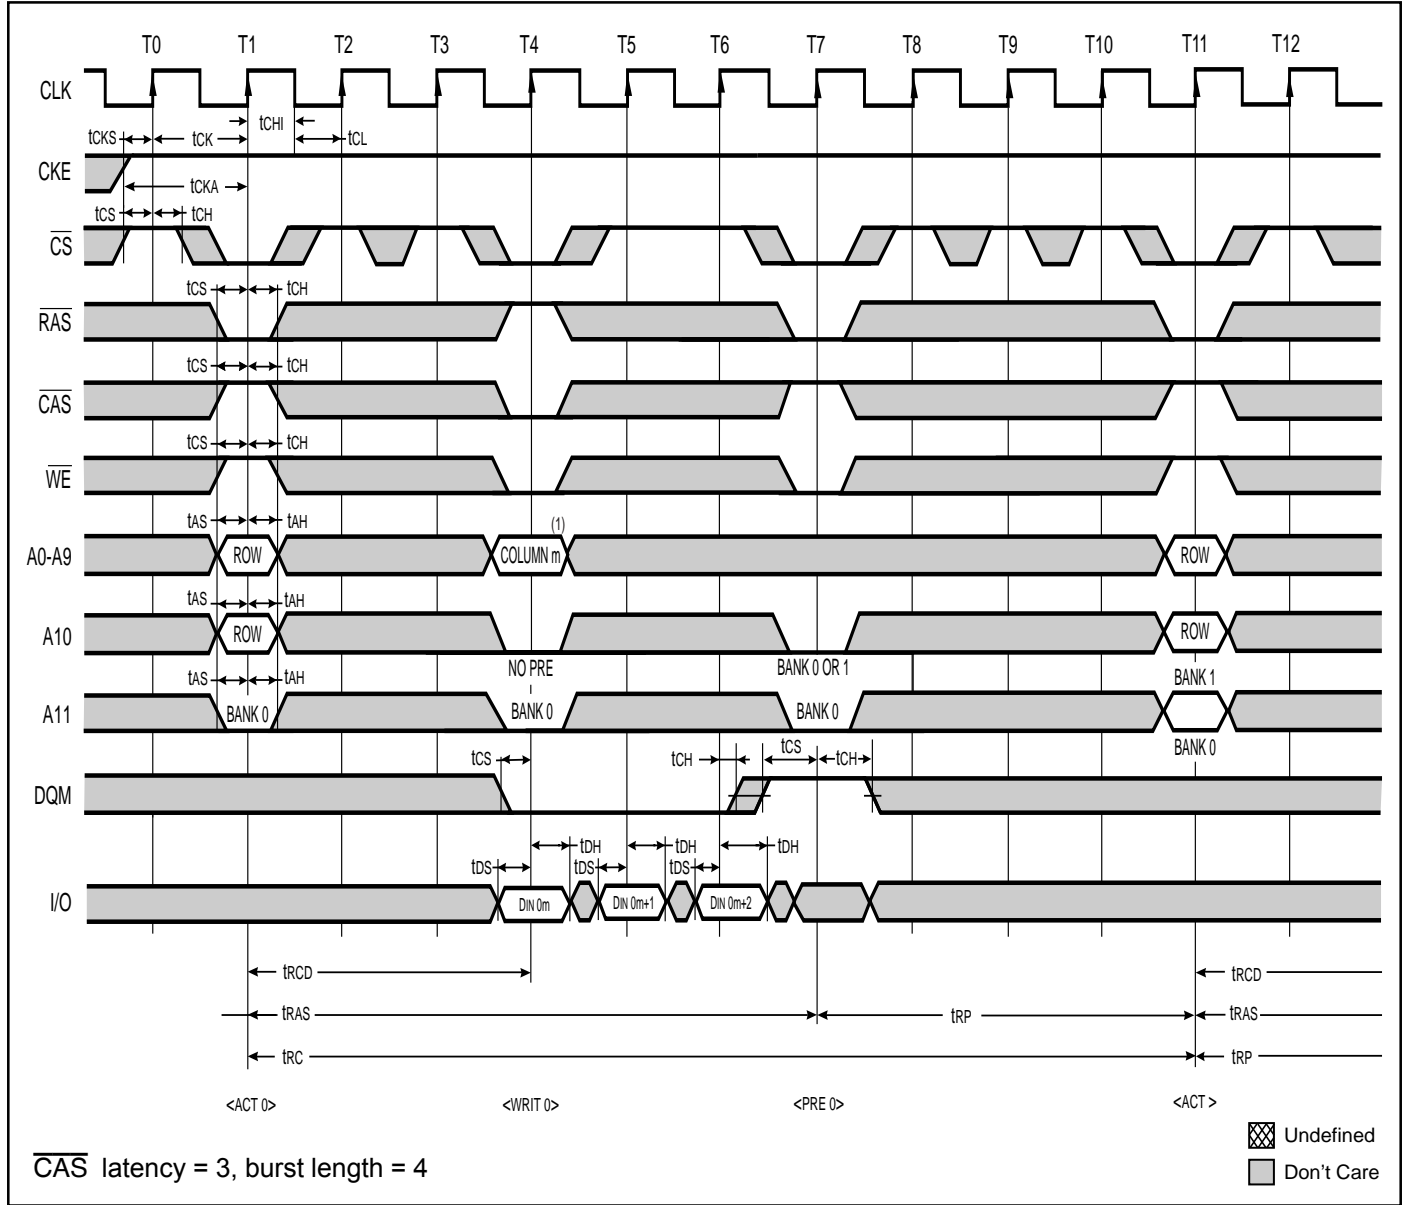 T0 T1 T2 T3 T4 T5 T6 T7 T8 T9 T10 T11 T12
CLK
tCHI
tCKS tCK tCL
CKE
tCKA
tCS tCH
CS
tCS tCH
RAS
tCS tCH
CAS
tCS tCH
WE
tAS tAH (1)
A0-A9 ROW COLUMN m ROW
tAS tAH
A10 ROW ROW
NO PRE BANK 0 OR 1 BANK 1
tAS tAH
A11 BANK 0 BANK 0 BANK 0
BANK 0
tCS tCH tCS tCH
DQM
tDH tDH tDH
tDS tDS tDS
I/O DIN 0m DIN 0m+1 DIN 0m+2
tRCD tRCD
tRAS tRP tRAS
tRC tRP
<ACT 0> <WRIT 0> <PRE 0> <ACT >
Undefined
CAS latency = 3, burst length = 4
Don't Care